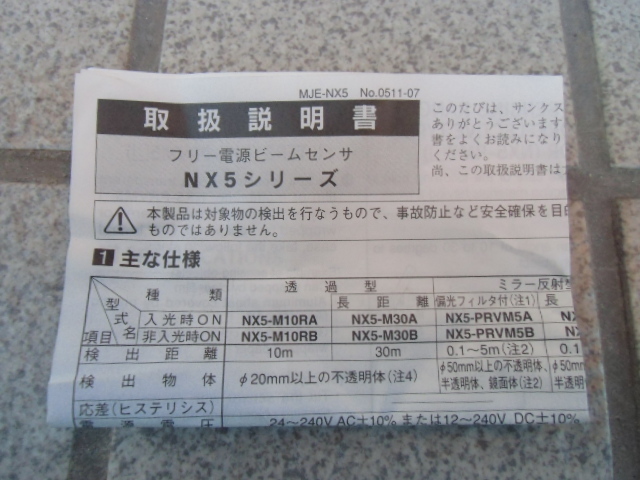 MJE-NX5 No.0511-07
取扱説明書
フリー電源ビームセンサ
NX5シリーズ
このたびは、サンクス
ありがとうございます
書をよくお読みになり
ください。
尚、この取扱説明書は
本製品は対象物の検出を行なうもので、事故防止など安全確保を目的
ものではありません。
1 主な仕様
種類 透過型 ミラー反射型
型式名 長距離 偏光フィルタ付(注1) 長
入光時ON NX5-M10RA NX5-M30A NX5-PRVM5A
項目 非入光時ON NX5-M10RB NX5-M30B NX5-PRVM5B
検出距離 10m 30m 0.1～5m(注2) 0.1
検出物体 φ20mm以上の不透明体(注4) φ50mm以上の不透明体、 φ50mm
半透明体、鏡面体(注2) 半透明
応差(ヒステリシス)
電源電圧 24～240V AC±10% または12～240V DC±10%